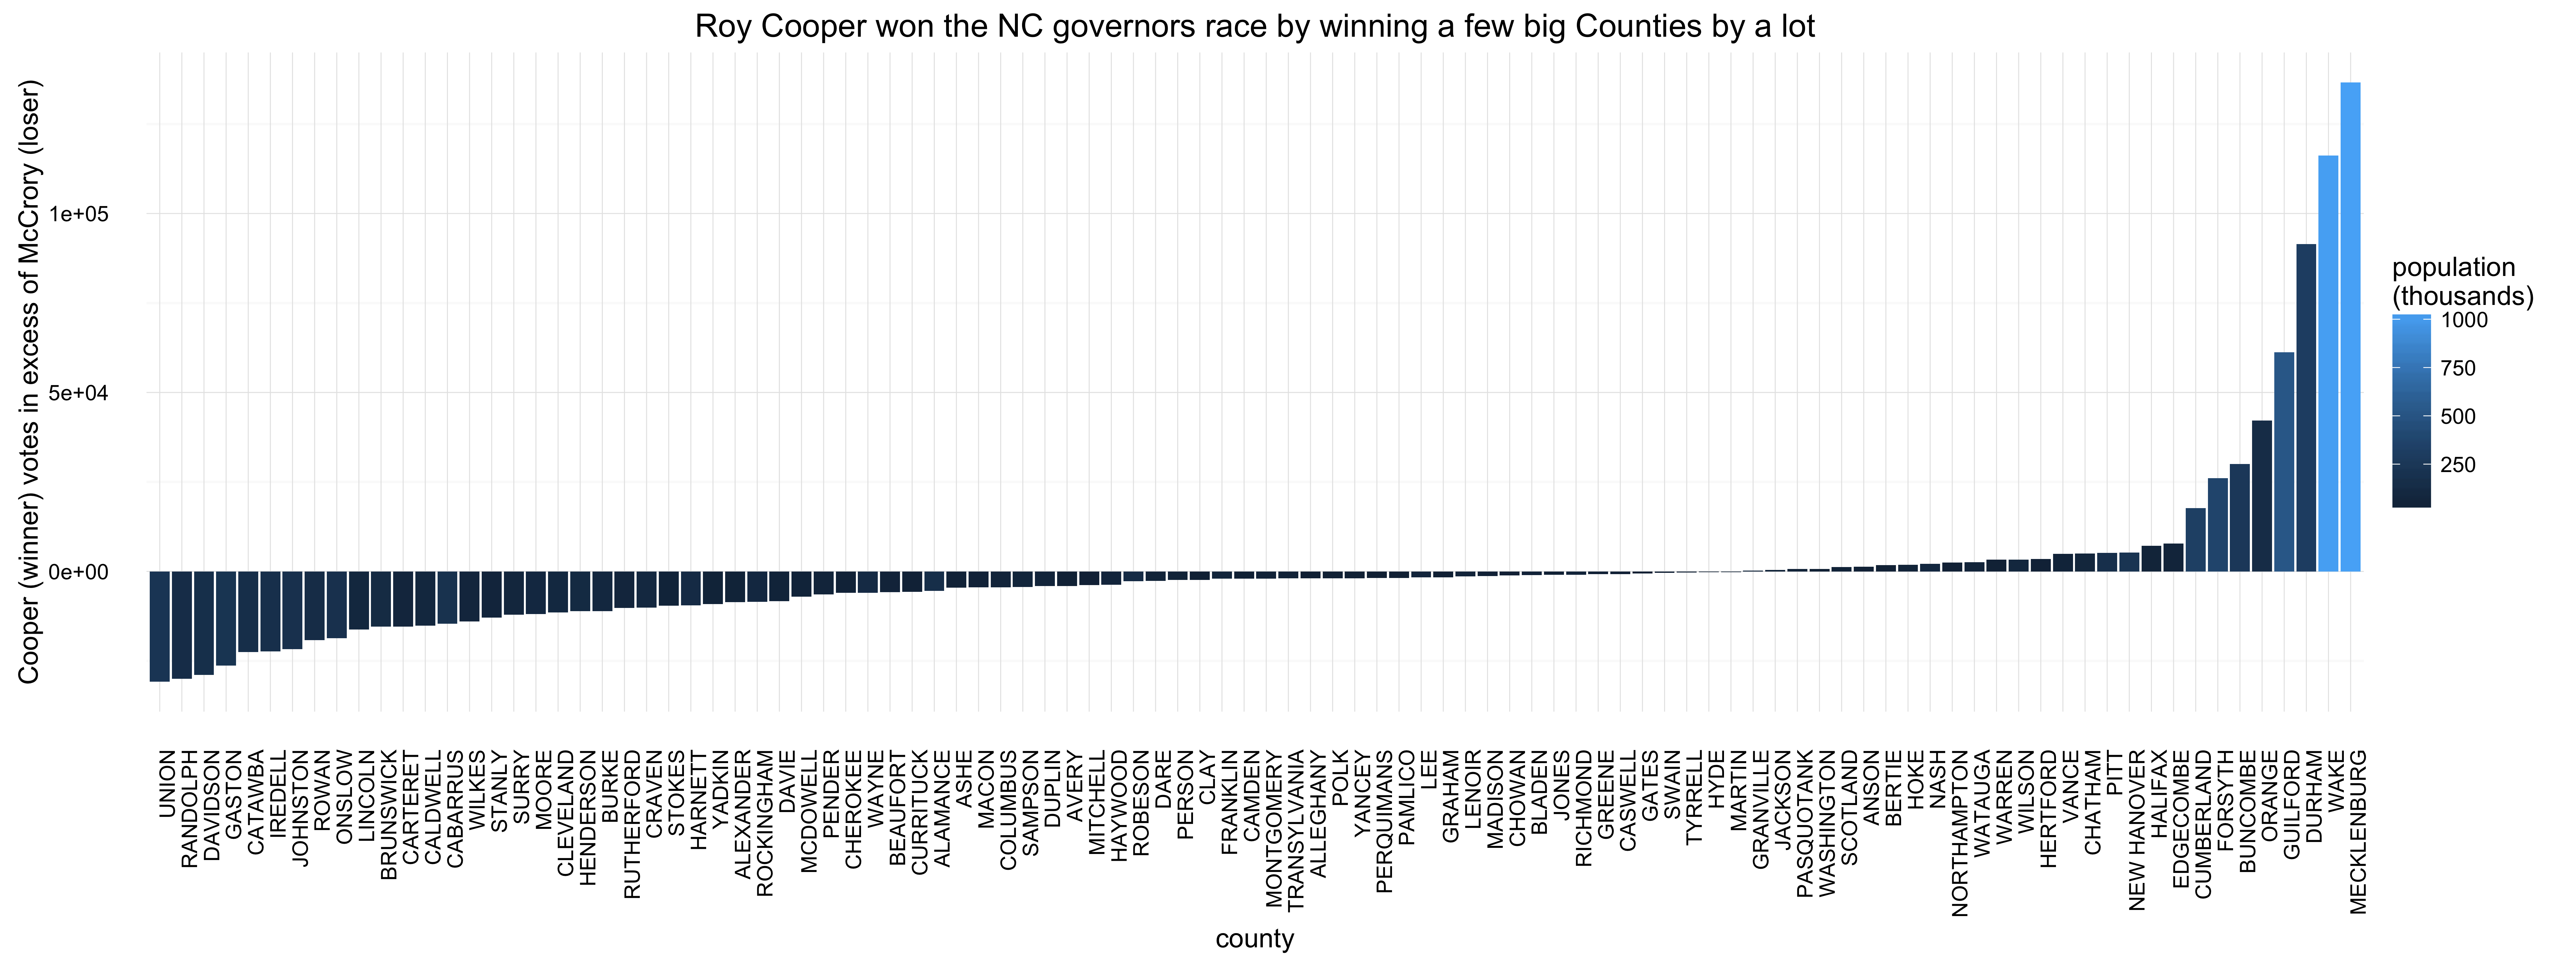 Roy Cooper won the NC governors race by winning a few big Counties by a lot
Cooper (winner) votes in excess of McCrory (loser)
1e+05
5e+04
0e+00
UNION
RANDOLPH
DAVIDSON
GASTON
CATAWBA
IREDELL
JOHNSTON
ROWAN
ONSLOW
LINCOLN
BRUNSWICK
CARTERET
CALDWELL
CABARRUS
WILKES
STANLY
SURRY
MOORE
CLEVELAND
HENDERSON
BURKE
RUTHERFORD
CRAVEN
STOKES
HARNETT
YADKIN
ALEXANDER
ROCKINGHAM
DAVIE
MCDOWELL
PENDER
CHEROKEE
WAYNE
BEAUFORT
CURRITUCK
ALAMANCE
ASHE
MACON
COLUMBUS
SAMPSON
DUPLIN
AVERY
MITCHELL
HAYWOOD
ROBESON
DARE
PERSON
CLAY
FRANKLIN
CAMDEN
MONTGOMERY
TRANSYLVANIA
ALLEGHANY
POLK
YANCEY
PERQUIMANS
PAMLICO
LEE
GRAHAM
LENOIR
MADISON
CHOWAN
BLADEN
JONES
RICHMOND
GREENE
CASWELL
GATES
SWAIN
TYRRELL
HYDE
MARTIN
GRANVILLE
JACKSON
PASQUOTANK
WASHINGTON
SCOTLAND
ANSON
BERTIE
HOKE
NASH
NORTHAMPTON
WATAUGA
WARREN
WILSON
HERTFORD
VANCE
CHATHAM
PITT
NEW HANOVER
HALIFAX
EDGECOMBE
CUMBERLAND
FORSYTH
BUNCOMBE
ORANGE
GUILFORD
DURHAM
WAKE
MECKLENBURG
county
population
(thousands)
1000
750
500
250